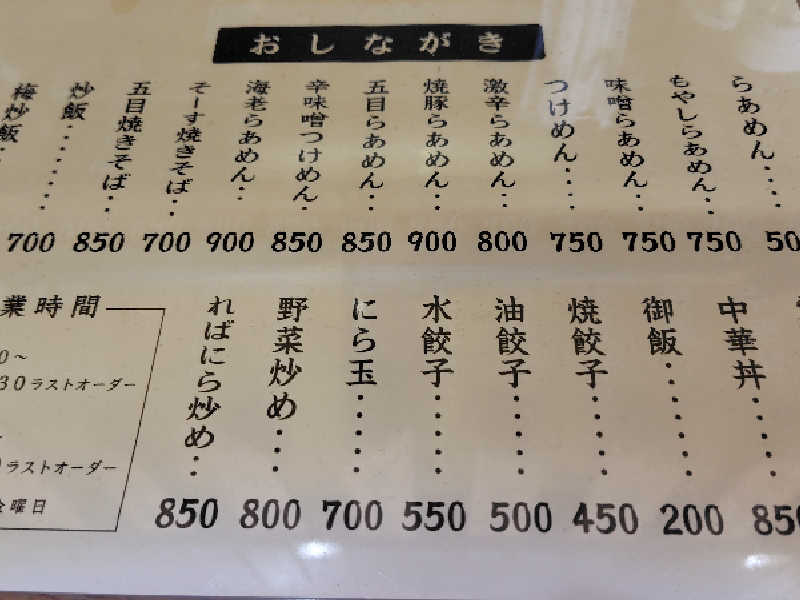 おしながき
らあめん‥‥ 50
もやしらあめん‥ 750
味噌らあめん‥ 750
つけめん‥‥ 750
激辛らあめん‥ 800
焼豚らあめん‥ 900
五目らあめん‥ 850
辛味噌つけめん・ 850
海老らあめん‥ 900
そーす焼きそば‥ 700
五目焼きそば‥ 850
炒飯‥‥‥ 700
梅炒飯
中華丼‥‥ 850
御飯‥‥‥ 200
焼餃子‥‥ 450
油餃子‥‥ 500
水餃子‥‥ 550
にら玉‥‥ 700
野菜炒め‥ 800
ればにら炒め‥ 850
業時間
0～
30ラストオーダー
ラストオーダー
金曜日